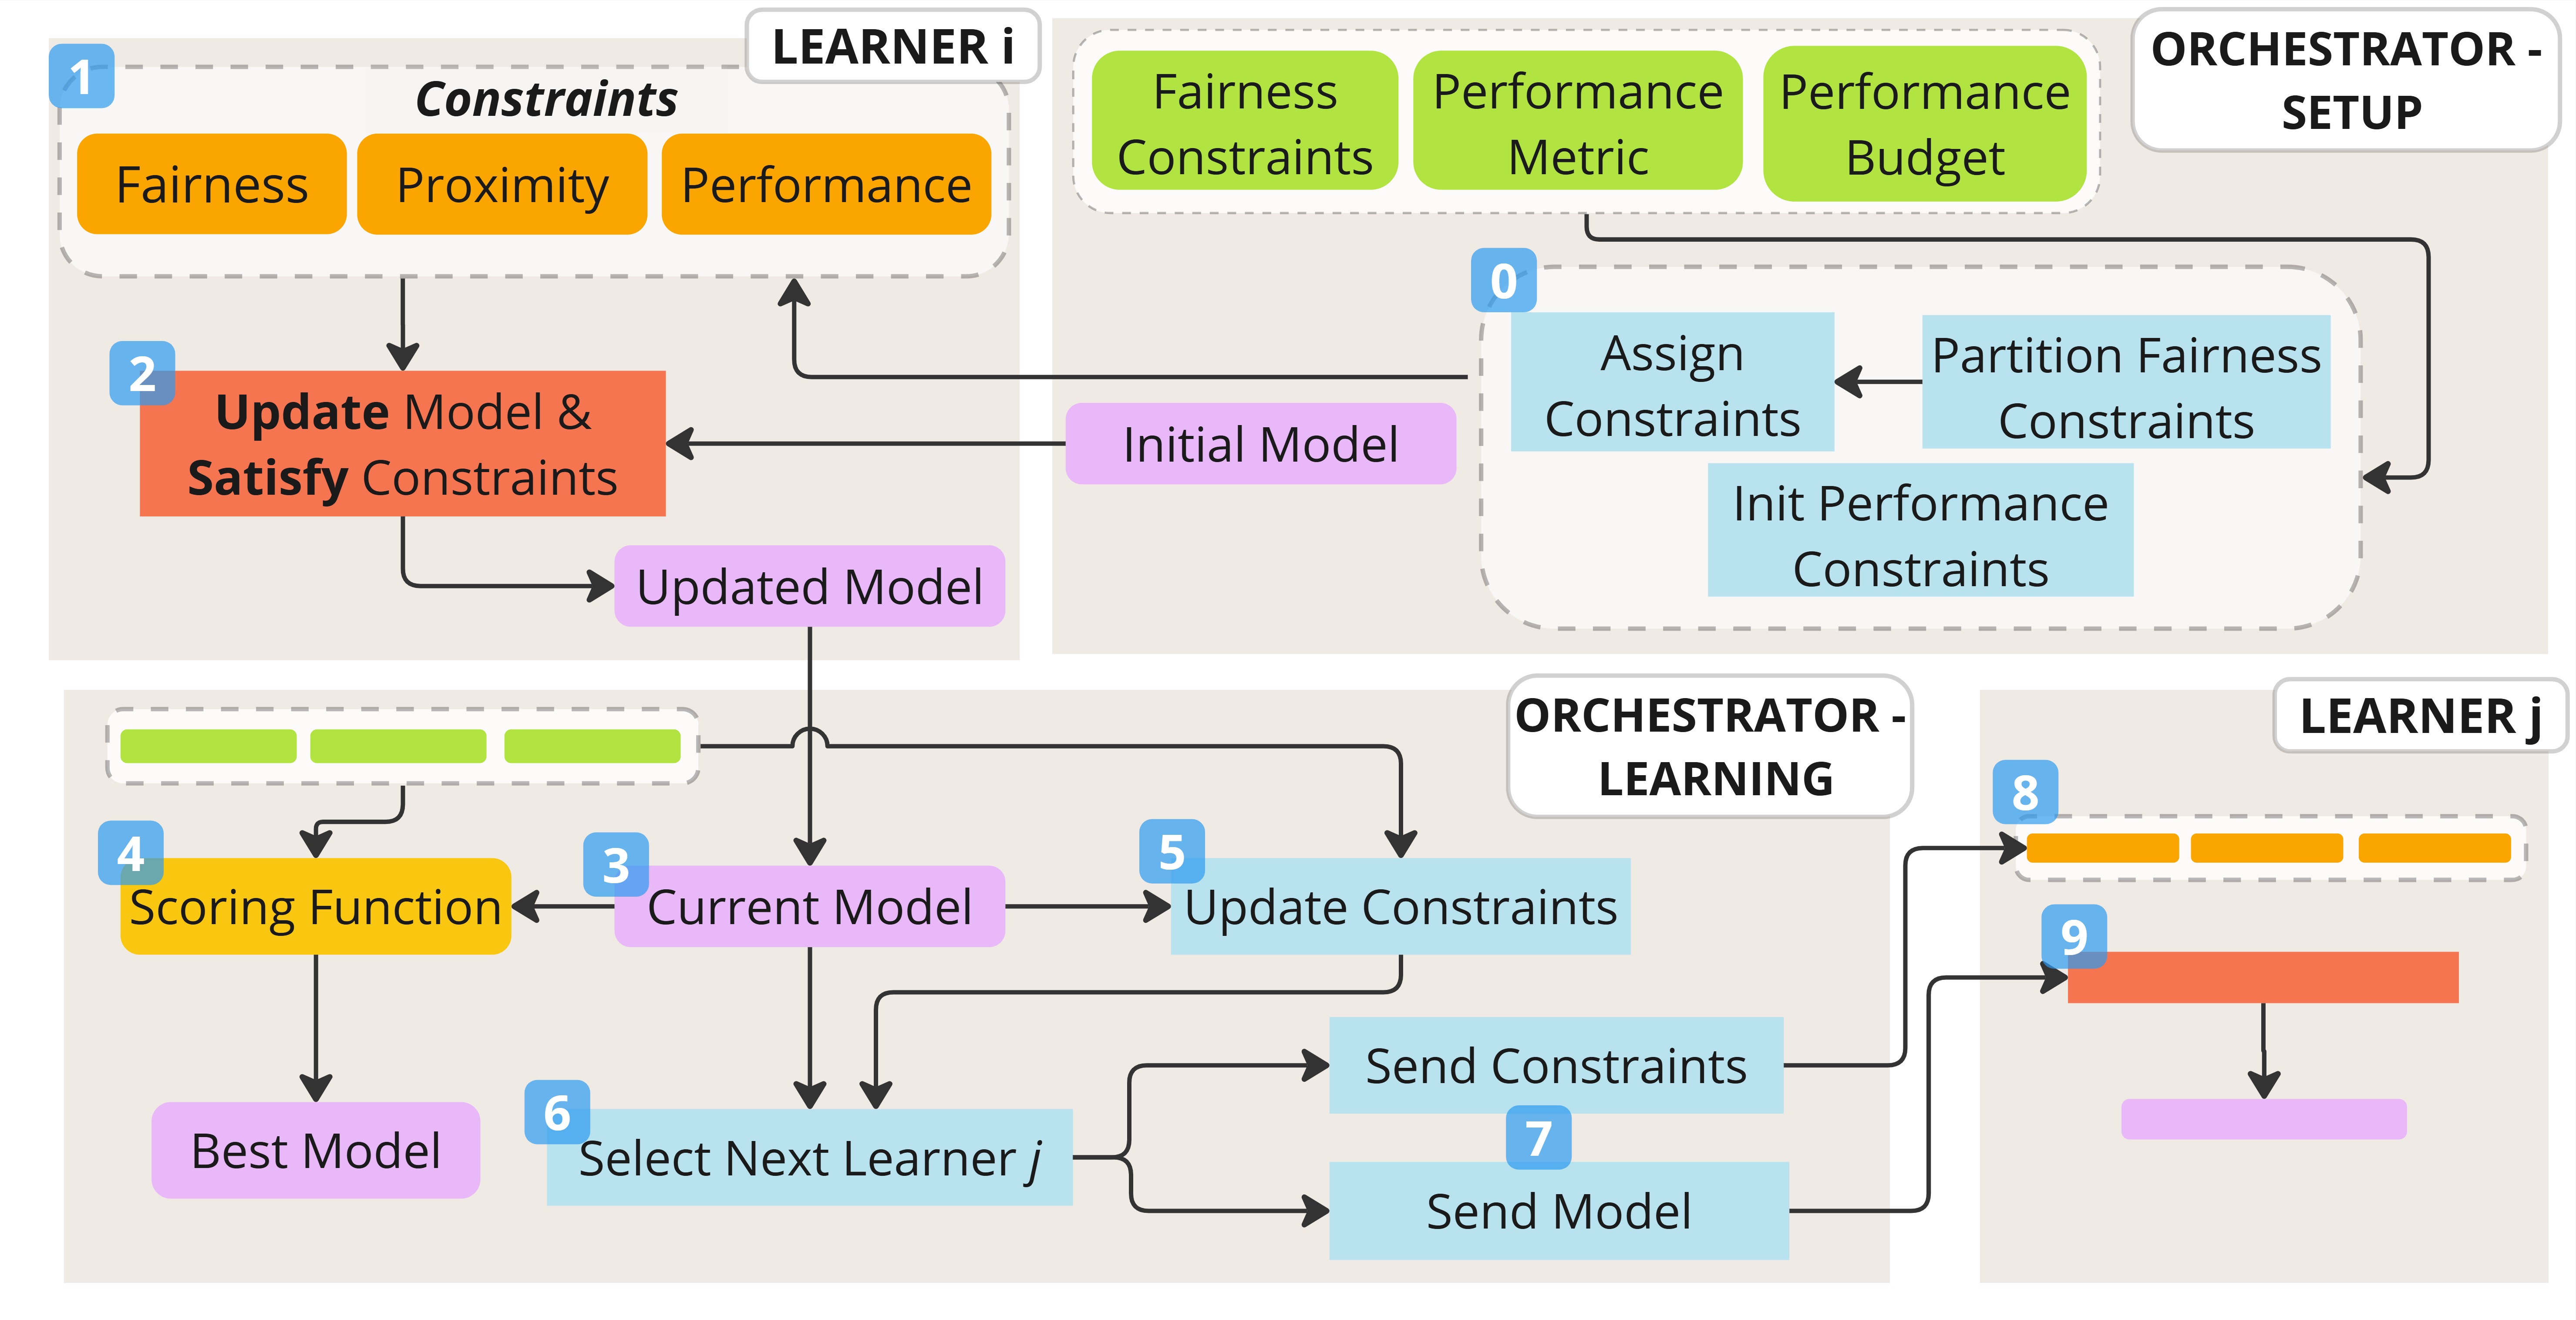 LEARNER i
1
Constraints
Fairness
Proximity
Performance
2
Update Model &
Satisfy Constraints
Updated Model
ORCHESTRATOR -
SETUP
Fairness
Constraints
Performance
Metric
Performance
Budget
0
Assign
Constraints
Partition Fairness
Constraints
Init Performance
Constraints
Initial Model
ORCHESTRATOR -
LEARNING
4
Scoring Function
3
Current Model
5
Update Constraints
Best Model
6
Select Next Learner j
Send Constraints
7
Send Model
LEARNER j
8
9